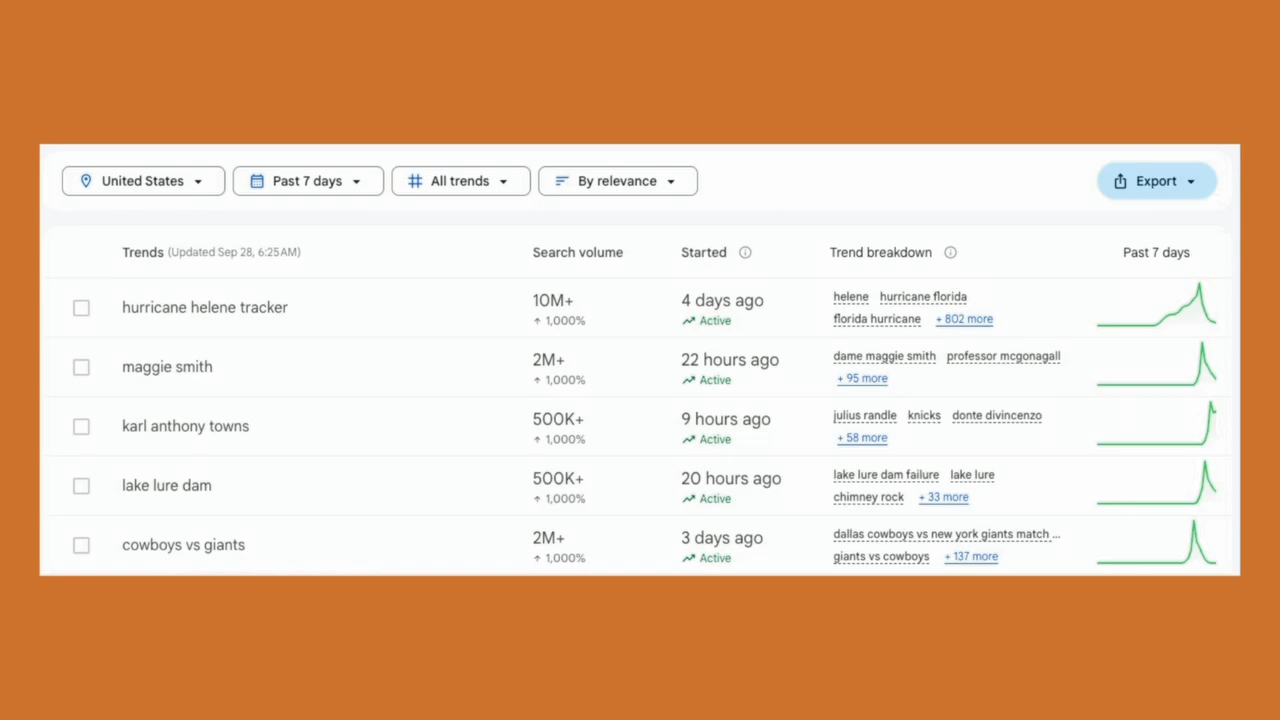 United States Past 7 days All trends By relevance Export
Trends (Updated Sep 28, 6:25 AM) Search volume Started Trend breakdown Past 7 days
hurricane helene tracker 10M+ 4 days ago helene hurricane florida
1,000% Active florida hurricane + 802 more
maggie smith 2M+ 22 hours ago dame maggie smith professor mcgonagall
1,000% Active + 95 more
karl anthony towns 500K+ 9 hours ago julius randle knicks donte divincenzo
1,000% Active + 58 more
lake lure dam 500K+ 20 hours ago lake lure dam failure lake lure
1,000% Active chimney rock + 33 more
cowboys vs giants 2M+ 3 days ago dallas cowboys vs new york giants match ...
1,000% Active giants vs cowboys + 137 more